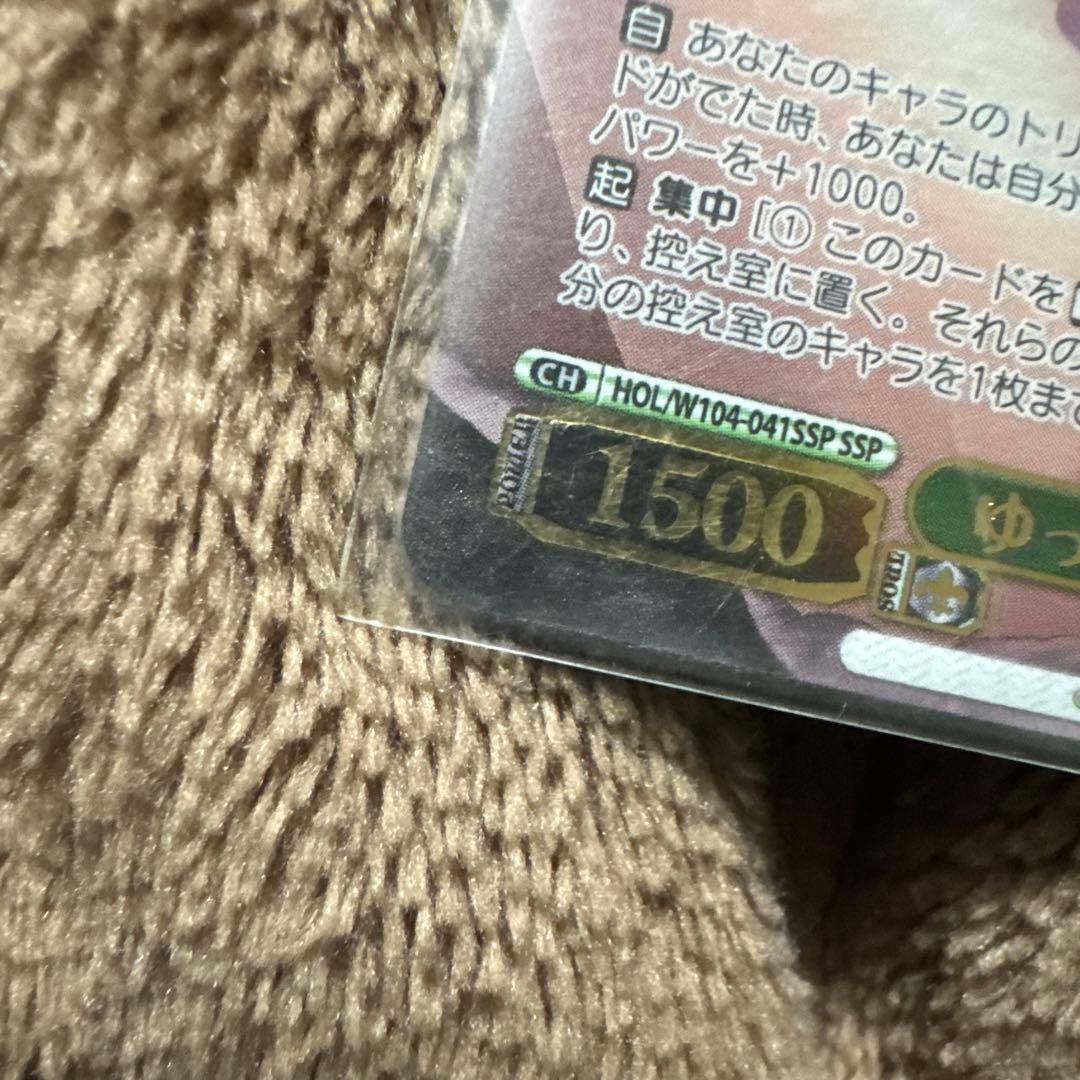 自 あなたのキャラのトリ
ドがでた時、あなたは自分
パワーを＋1000。
起 集中 [① このカードを
り、控え室に置く。それらの
分の控え室のキャラを1枚まで
CH HOL/W104-041SSP SSP
POWER 1500
ゆっ
SOUL